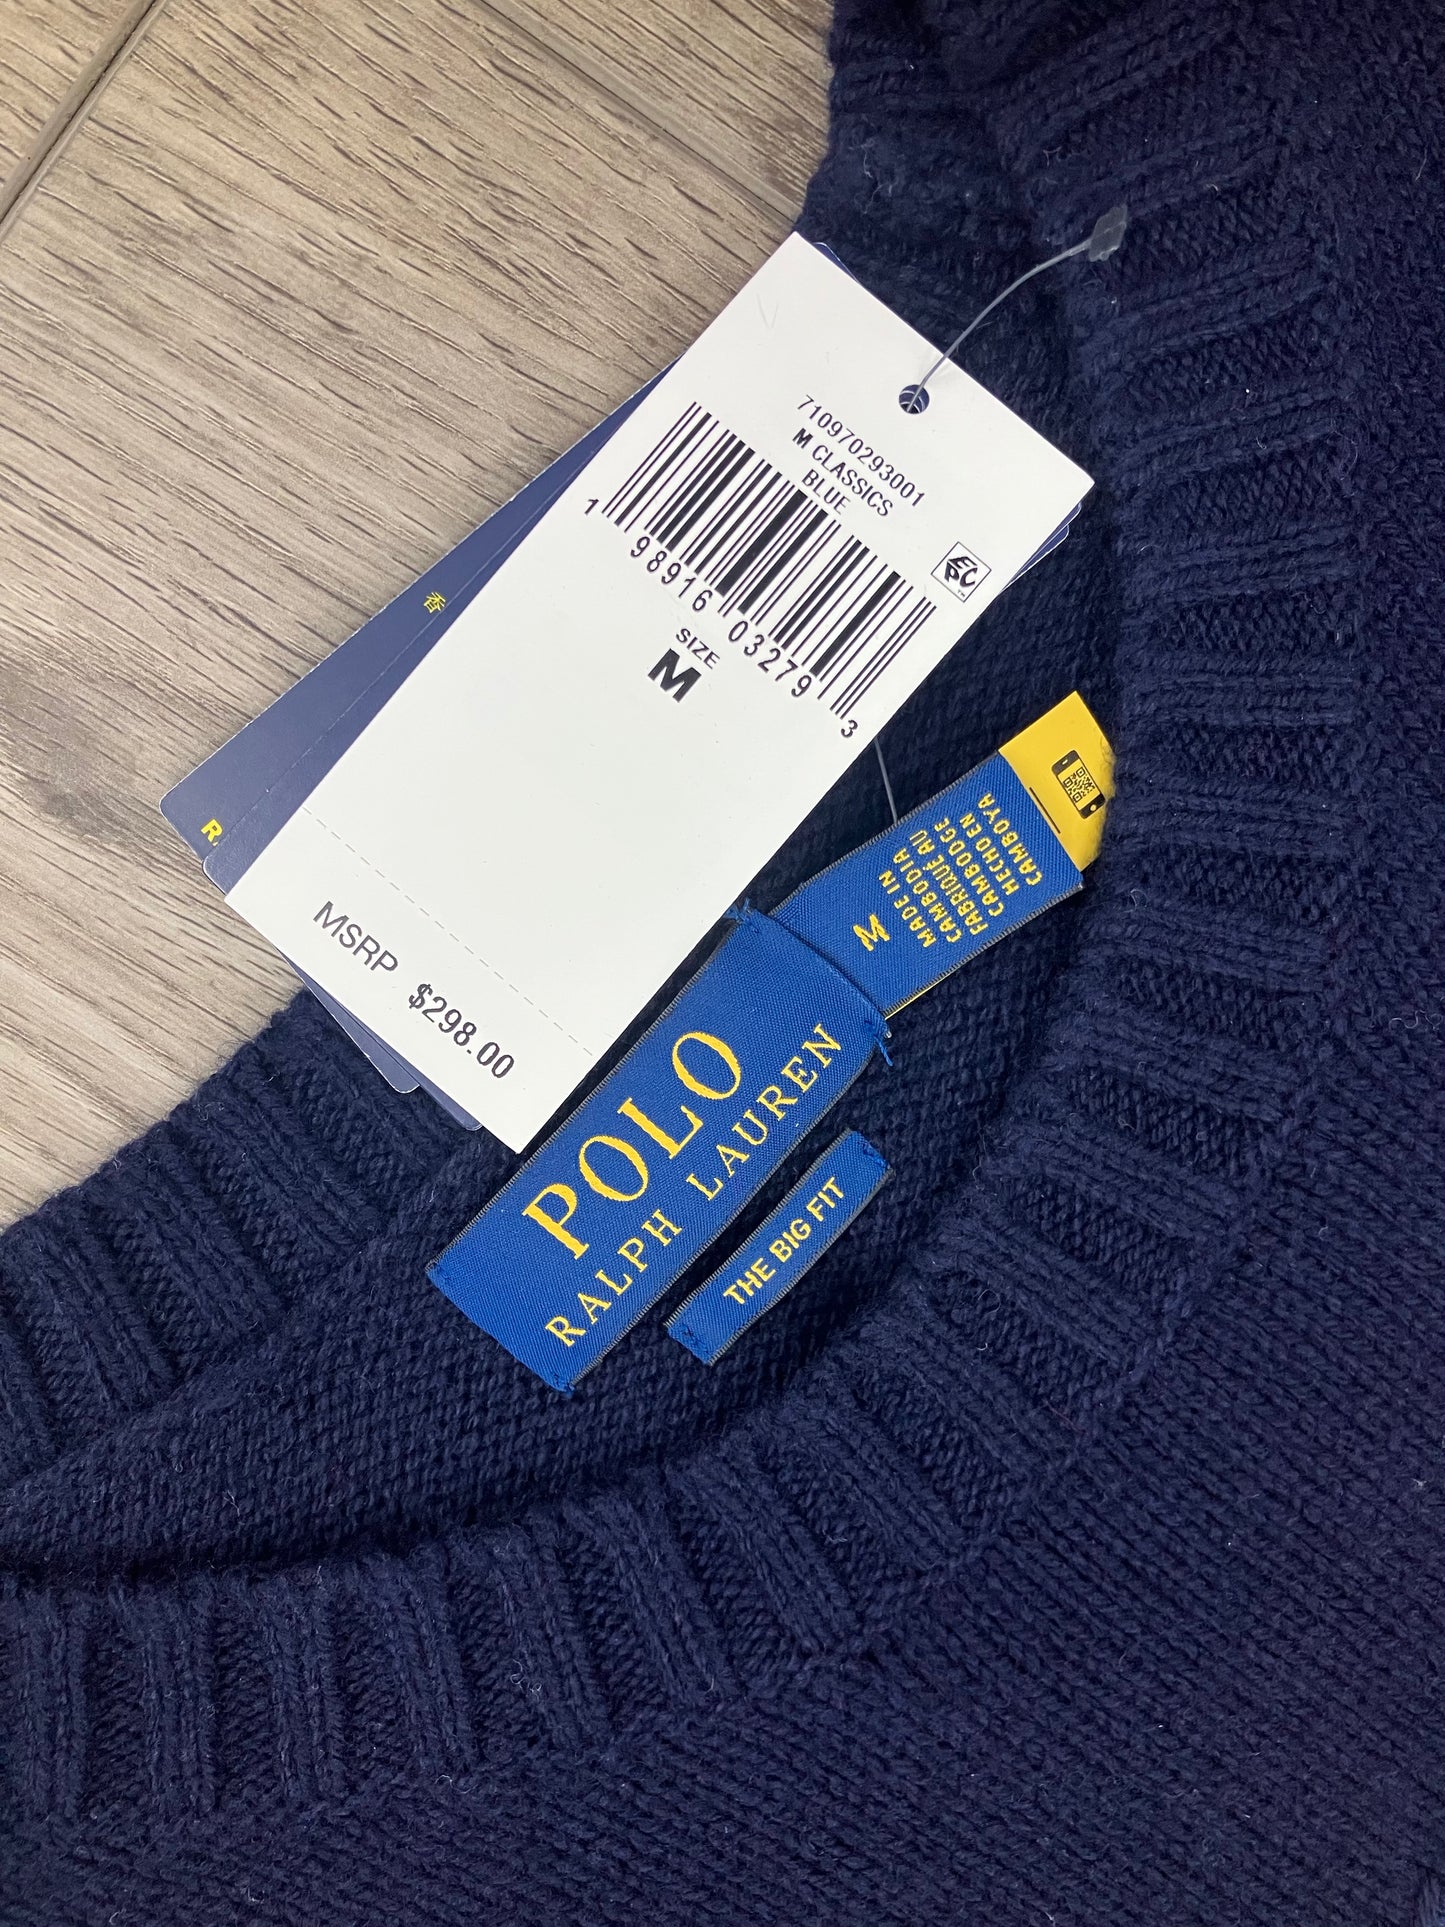 710970293001
M CLASSICS
BLUE
1 98916 03279 3
SIZE
M
MSRP $298.00
香
R
M
MADE IN
CAMBODIA
FABRIQUÉ AU
CAMBODGE
HECHO EN
CAMBOYA
POLO
RALPH LAUREN
THE BIG FIT